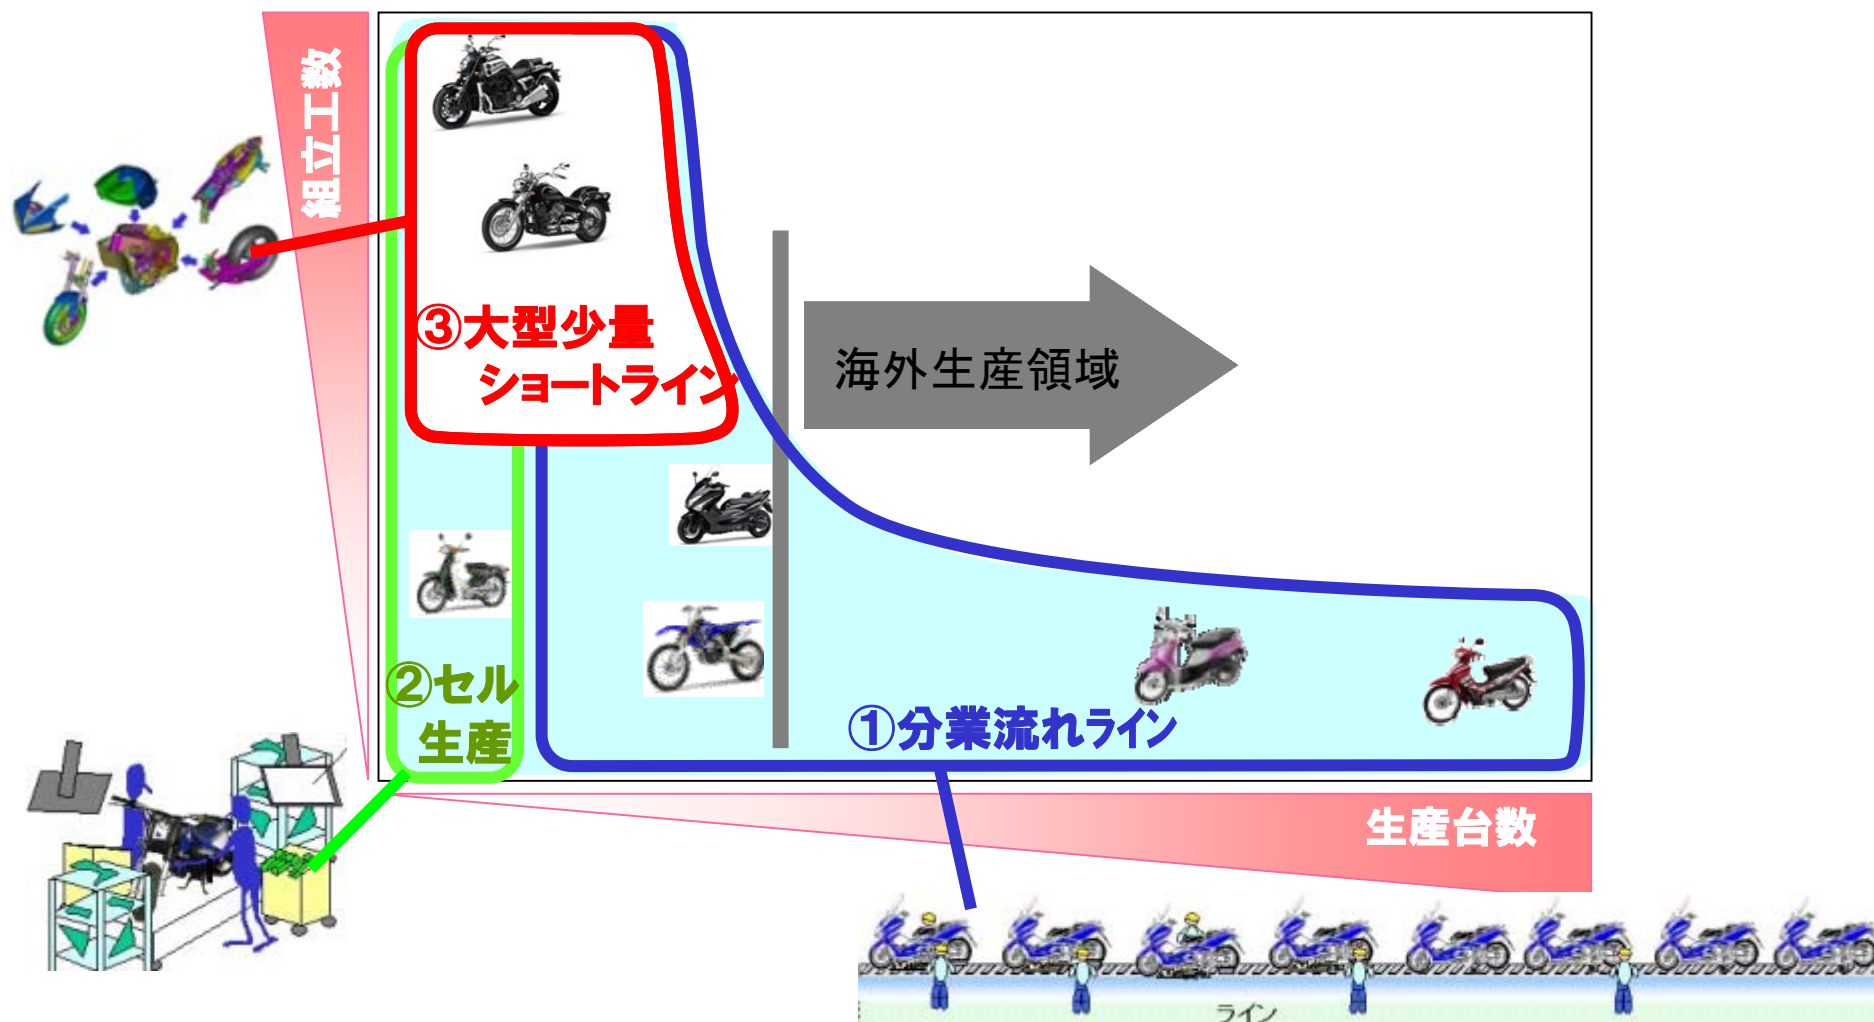 組立工数
③大型少量
ショートライン
海外生産領域
②セル
生産
①分業流れライン
生産台数
ライン